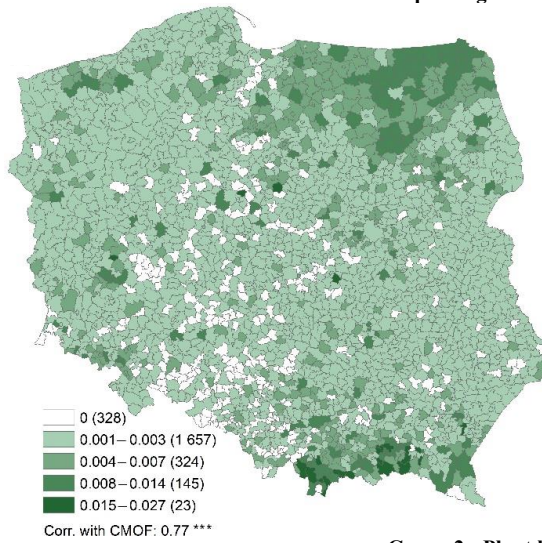 0 (328)
0.001–0.003 (1 657)
0.004–0.007 (324)
0.008–0.014 (145)
0.015–0.027 (23)
Corr. with CMOF: 0.77 ***